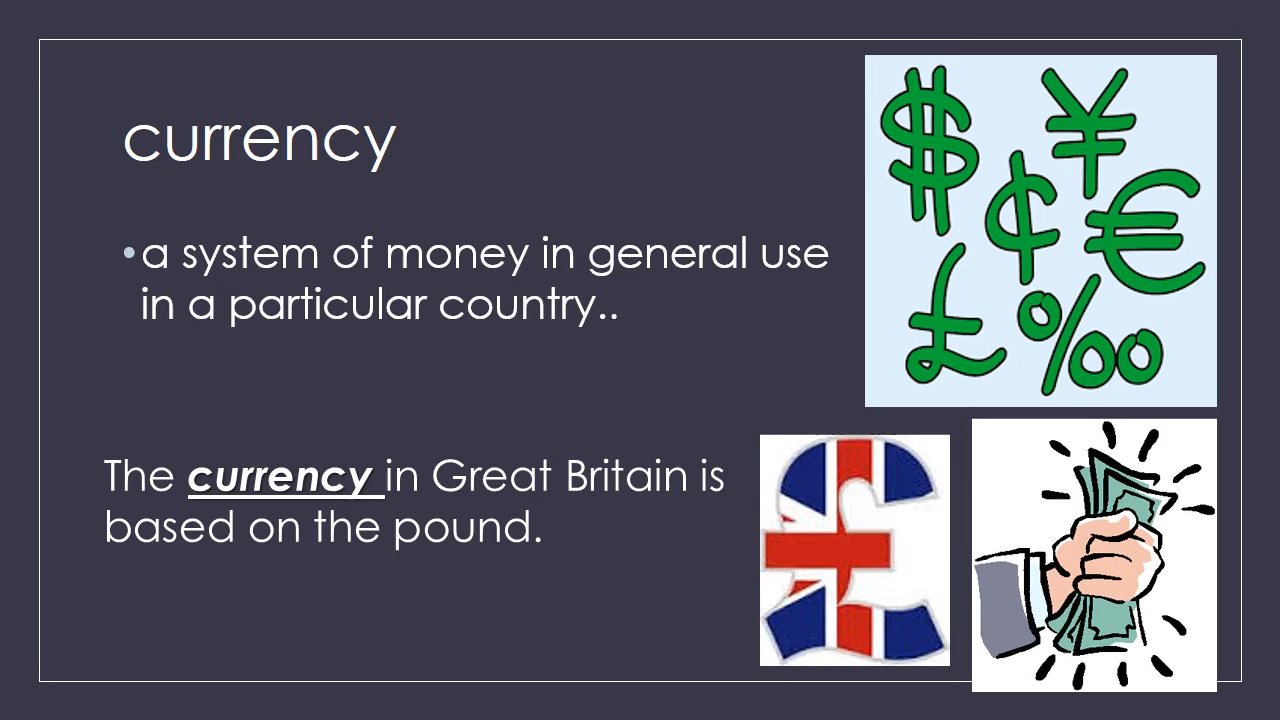 currency
•a system of money in general use
in a particular country..
The currency in Great Britain is
based on the pound.
$ ¥
¢ €
£ ‰
£